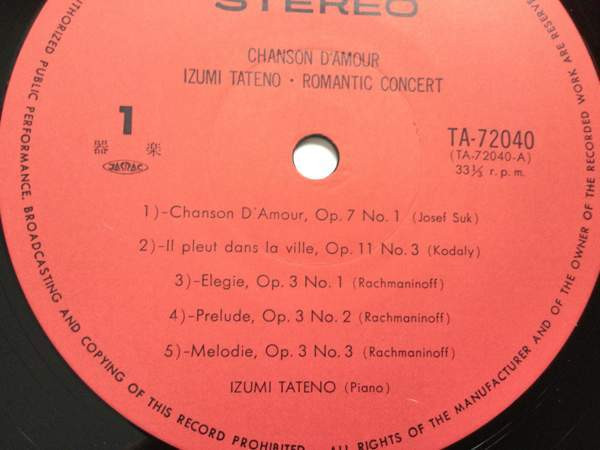 STEREO
CHANSON D'AMOUR
IZUMI TATENO · ROMANTIC CONCERT
1
器 楽
JASRAC
TA-72040
(TA-72040-A)
33⅓ r. p. m.
1)–Chanson D'Amour, Op. 7 No. 1 (Josef Suk)
2)–Il pleut dans la ville, Op. 11 No. 3 (Kodaly)
3)–Elegie, Op. 3 No. 1 (Rachmaninoff)
4)–Prelude, Op. 3 No. 2 (Rachmaninoff)
5)–Melodie, Op. 3 No. 3 (Rachmaninoff)
IZUMI TATENO (Piano)
ALL RIGHTS OF THE MANUFACTURER AND OF THE OWNER OF THE RECORDED WORK ARE RESERVE
AUTHORIZED PUBLIC PERFORMANCE, BROADCASTING AND COPYING OF THIS RECORD PROHIBITED